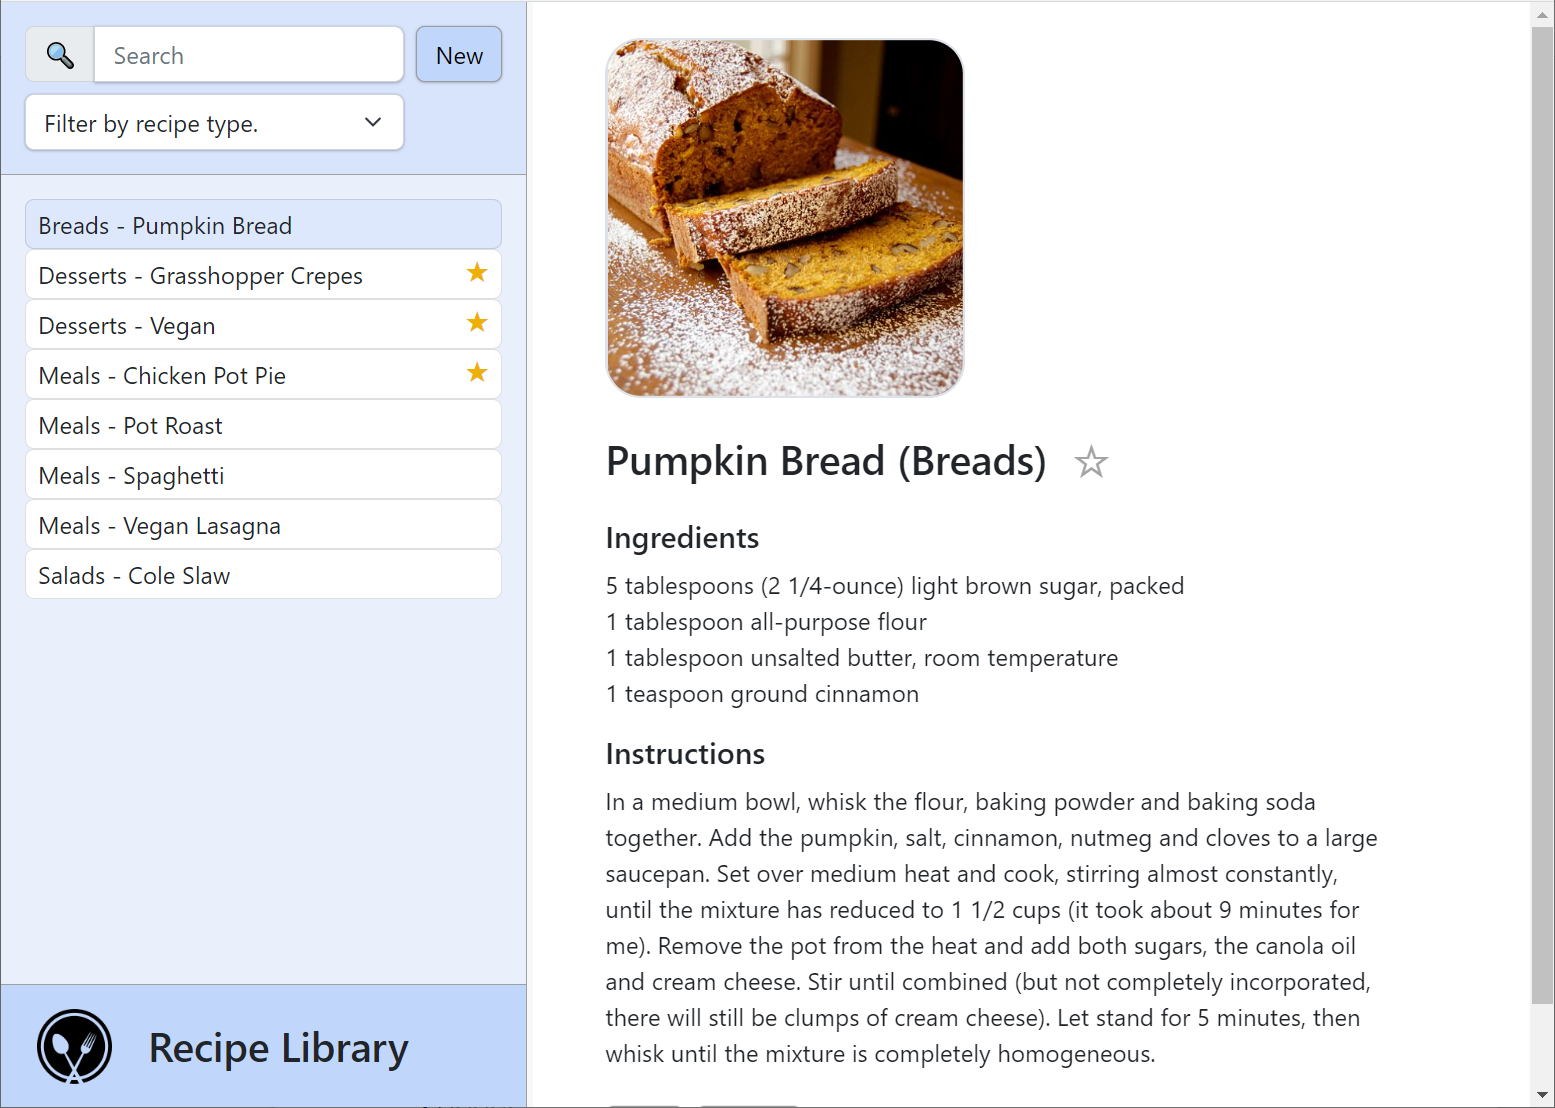 Search
New
Filter by recipe type.
Breads - Pumpkin Bread
Desserts - Grasshopper Crepes
Desserts - Vegan
Meals - Chicken Pot Pie
Meals - Pot Roast
Meals - Spaghetti
Meals - Vegan Lasagna
Salads - Cole Slaw
Recipe Library
Pumpkin Bread (Breads)
Ingredients
5 tablespoons (2 1/4-ounce) light brown sugar, packed
1 tablespoon all-purpose flour
1 tablespoon unsalted butter, room temperature
1 teaspoon ground cinnamon
Instructions
In a medium bowl, whisk the flour, baking powder and baking soda
together. Add the pumpkin, salt, cinnamon, nutmeg and cloves to a large
saucepan. Set over medium heat and cook, stirring almost constantly,
until the mixture has reduced to 1 1/2 cups (it took about 9 minutes for
me). Remove the pot from the heat and add both sugars, the canola oil
and cream cheese. Stir until combined (but not completely incorporated,
there will still be clumps of cream cheese). Let stand for 5 minutes, then
whisk until the mixture is completely homogeneous.